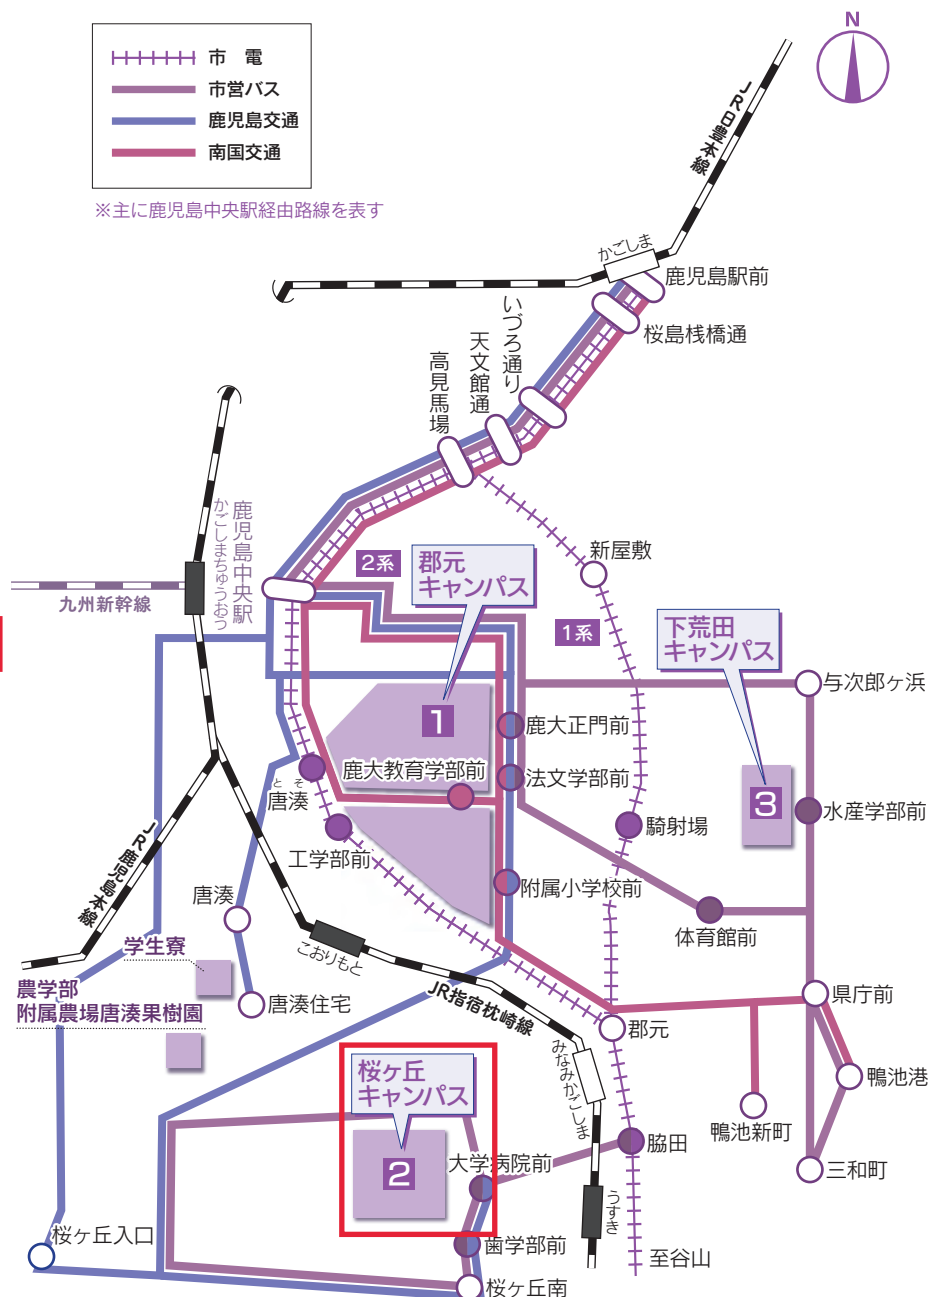 N
市　電
市営バス
鹿児島交通
南国交通
※主に鹿児島中央駅経由路線を表す
JR日豊本線
かごしま
鹿児島駅前
桜島桟橋通
いづろ通り
天文館通
高見馬場
鹿児島中央駅
かごしまちゅうおう
九州新幹線
2系
郡元
キャンパス
新屋敷
1系
下荒田
キャンパス
与次郎ヶ浜
1
鹿大正門前
鹿大教育学部前
法文学部前
3
水産学部前
とそ
唐湊
騎射場
工学部前
JR鹿児島本線
唐湊
附属小学校前
体育館前
学生寮
こおりもと
農学部
附属農場唐湊果樹園
唐湊住宅
JR指宿枕崎線
県庁前
郡元
みなみかごしま
桜ヶ丘
キャンパス
鴨池港
鴨池新町
脇田
2
大学病院前
三和町
うすき
桜ヶ丘入口
歯学部前
至谷山
桜ヶ丘南